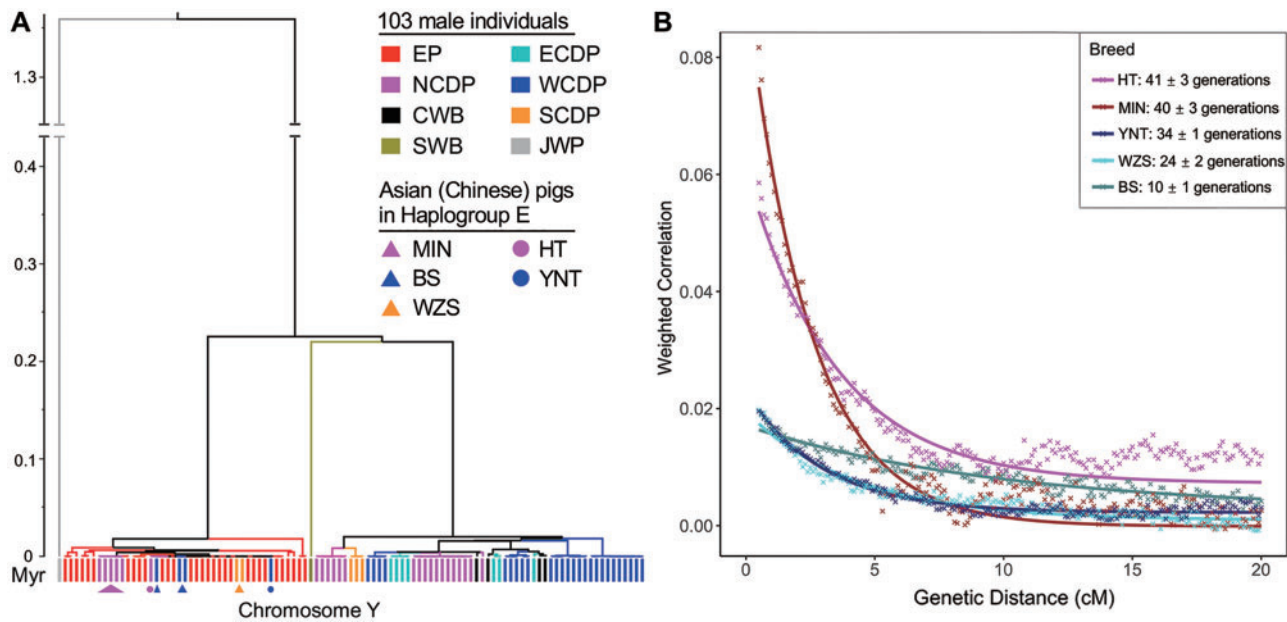 A
103 male individuals
EP
ECDP
NCDP
WCDP
CWB
SCDP
SWB
JWP
Asian (Chinese) pigs
in Haplogroup E
MIN
HT
BS
YNT
WZS
1.3
0.4
0.3
0.2
0.1
0
Myr
Chromosome Y
B
Breed
HT: 41 ± 3 generations
MIN: 40 ± 3 generations
YNT: 34 ± 1 generations
WZS: 24 ± 2 generations
BS: 10 ± 1 generations
0.08
0.06
0.04
0.02
0.00
Weighted Correlation
0 5 10 15 20
Genetic Distance (cM)